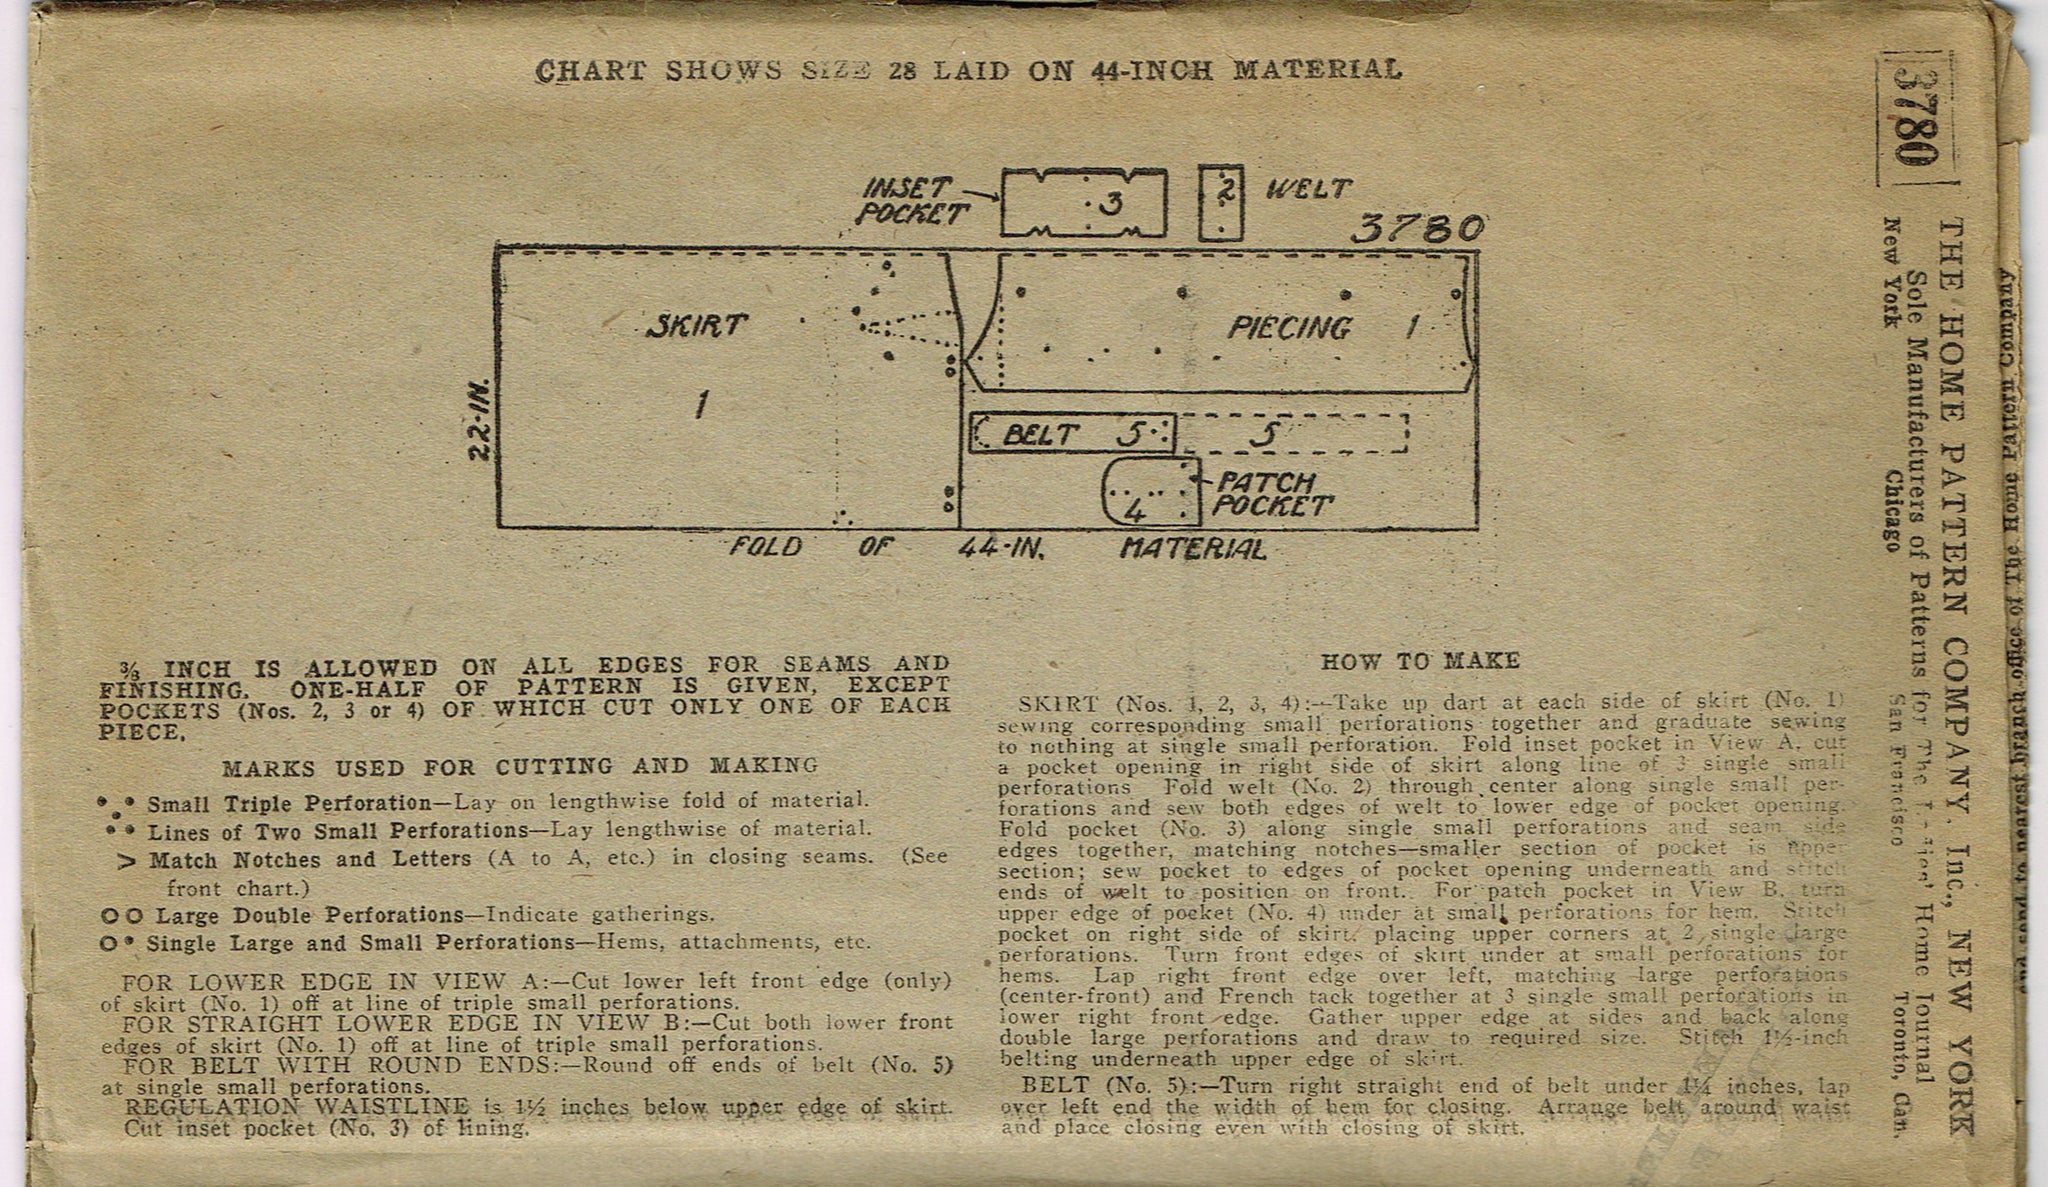 CHART SHOWS SIZE 28 LAID ON 44-INCH MATERIAL
INSET
POCKET
3
2
WELT
3780
SKIRT
1
PIECING 1
22-IN.
BELT 5
5
PATCH
POCKET
4
FOLD OF 44-IN. MATERIAL
3/8 INCH IS ALLOWED ON ALL EDGES FOR SEAMS AND
FINISHING. ONE-HALF OF PATTERN IS GIVEN, EXCEPT
POCKETS (Nos. 2, 3 or 4) OF WHICH CUT ONLY ONE OF EACH
PIECE.
MARKS USED FOR CUTTING AND MAKING
Small Triple Perforation—Lay on lengthwise fold of material.
Lines of Two Small Perforations—Lay lengthwise of material.
> Match Notches and Letters (A to A, etc.) in closing seams. (See
front chart.)
Large Double Perforations—Indicate gatherings.
Single Large and Small Perforations—Hems, attachments, etc.
FOR LOWER EDGE IN VIEW A:—Cut lower left front edge (only)
of skirt (No. 1) off at line of triple small perforations.
FOR STRAIGHT LOWER EDGE IN VIEW B:—Cut both lower front
edges of skirt (No. 1) off at line of triple small perforations.
FOR BELT WITH ROUND ENDS:—Round off ends of belt (No. 5)
at single small perforations.
REGULATION WAISTLINE is 1½ inches below upper edge of skirt.
Cut inset pocket (No. 3) of lining.
HOW TO MAKE
SKIRT (Nos. 1, 2, 3, 4):—Take up dart at each side of skirt (No. 1)
sewing corresponding small perforations together and graduate sewing
to nothing at single small perforation. Fold inset pocket in View A, cut
a pocket opening in right side of skirt along line of 3 single small
perforations Fold welt (No. 2) through center along single small per-
forations and sew both edges of welt to lower edge of pocket opening.
Fold pocket (No. 3) along single small perforations and seam side
edges together, matching notches—smaller section of pocket is upper
section; sew pocket to edges of pocket opening underneath and stitch
ends of welt to position on front. For patch pocket in View B, turn
upper edge of pocket (No. 4) under at small perforations for hem. Stitch
pocket on right side of skirt, placing upper corners at 2 single large
perforations. Turn front edges of skirt under at small perforations for
hems. Lap right front edge over left, matching large perforations
(center-front) and French tack together at 3 single small perforations in
lower right front edge. Gather upper edge at sides and back along
double large perforations and draw to required size. Stitch 1½-inch
belting underneath upper edge of skirt.
BELT (No. 5):—Turn right straight end of belt under 1¼ inches, lap
over left end the width of hem for closing. Arrange belt around waist
and place closing even with closing of skirt.
3780
THE HOME PATTERN COMPANY, Inc., NEW YORK
Sole Manufacturers of Patterns for The Ladies' Home Journal
New York Chicago San Francisco Toronto, Can.
and send to nearest branch office of The Home Pattern Company